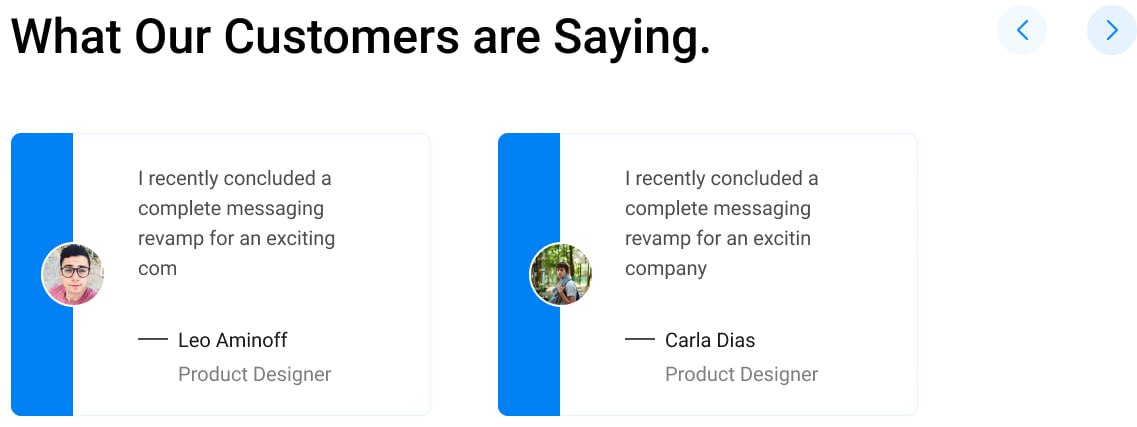 What Our Customers are Saying.
I recently concluded a
complete messaging
revamp for an exciting
com
Leo Aminoff
Product Designer
I recently concluded a
complete messaging
revamp for an excitin
company
Carla Dias
Product Designer